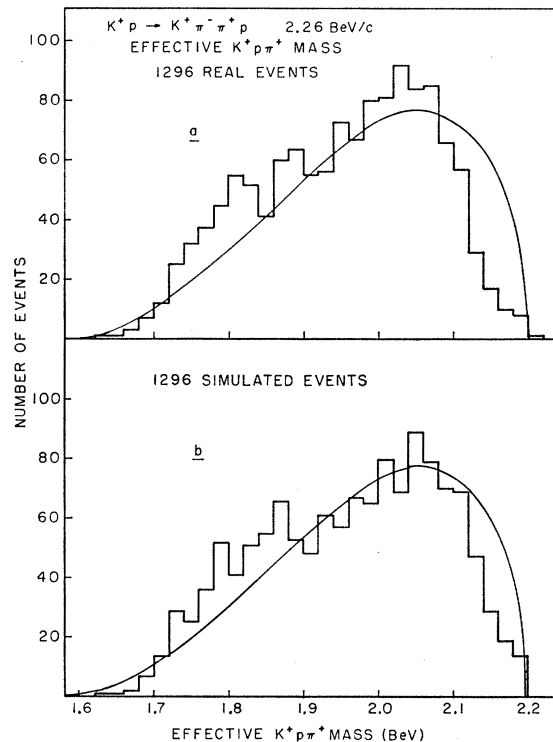 K⁺p → K⁺π⁻π⁺p 2.26 BeV/c
EFFECTIVE K⁺pπ⁺ MASS
1296 REAL EVENTS
a
100
80
60
40
20
NUMBER OF EVENTS
1296 SIMULATED EVENTS
b
100
80
60
40
20
1.6 1.7 1.8 1.9 2.0 2.1 2.2
EFFECTIVE K⁺pπ⁺ MASS (BeV)